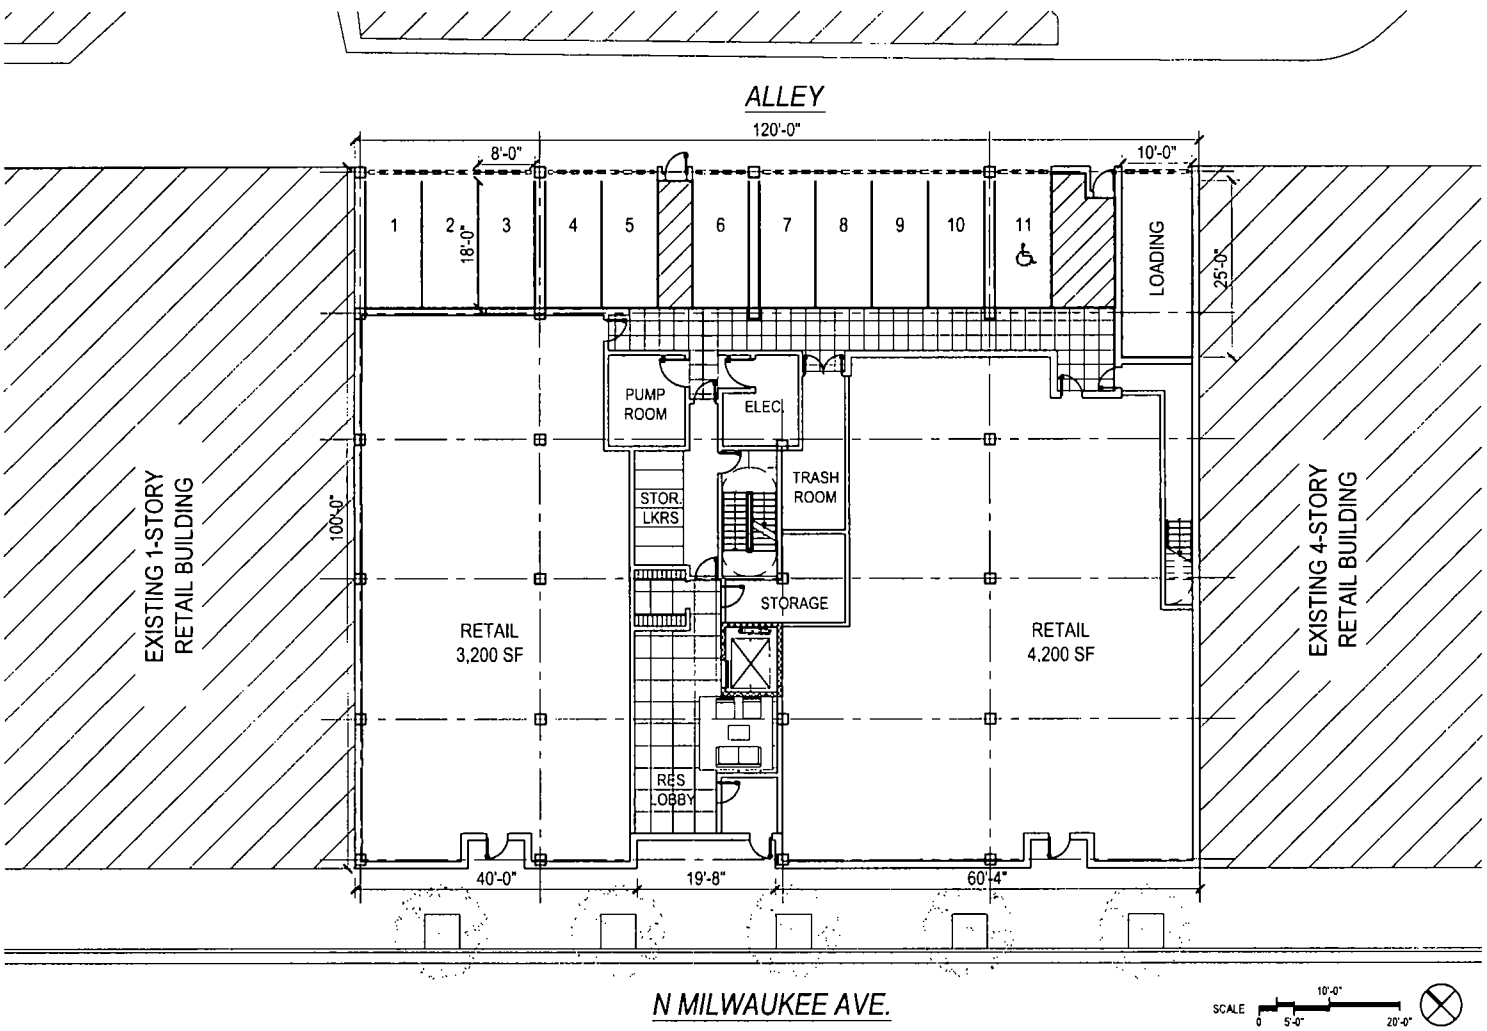 ALLEY
120'-0"
8'-0"
10'-0"
1
2
3
4
5
6
7
8
9
10
11
18'-0"
LOADING
25'-0"
PUMP
ROOM
ELEC.
TRASH
ROOM
STOR.
LKRS
STORAGE
100'-0"
EXISTING 1-STORY
RETAIL BUILDING
EXISTING 4-STORY
RETAIL BUILDING
RETAIL
3,200 SF
RETAIL
4,200 SF
RES
LOBBY
40'-0"
19'-8"
60'-4"
N MILWAUKEE AVE.
SCALE
0
5'-0"
10'-0"
20'-0"